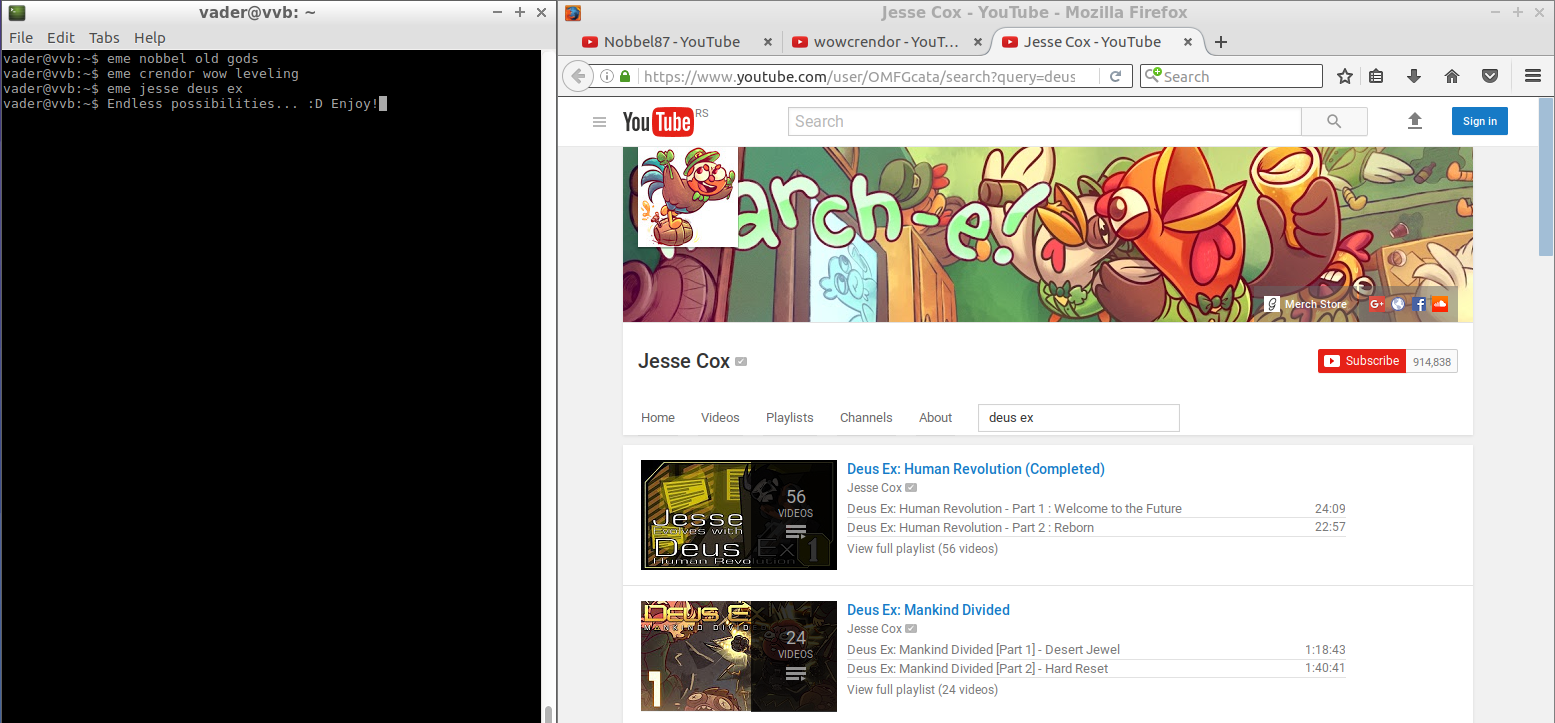 vader@vvb: ~
File Edit Tabs Help
vader@vvb:~$ eme nobbel old gods
vader@vvb:~$ eme crendor wow leveling
vader@vvb:~$ eme jesse deus ex
vader@vvb:~$ Endless possibilities... :D Enjoy!
Jesse Cox - YouTube - Mozilla Firefox
Nobbel87 - YouTube
wowcrendor - YouT...
Jesse Cox - YouTube
https://www.youtube.com/user/OMFGcata/search?query=deus
Search
YouTube RS
Search
Sign in
arch-e!
Merch Store
G+
Jesse Cox
Subscribe 914,838
Home Videos Playlists Channels About deus ex
Jesse
Evolves with
Deus Ex
Human Revolution
1
56
VIDEOS
Deus Ex: Human Revolution (Completed)
Jesse Cox
Deus Ex: Human Revolution - Part 1 : Welcome to the Future 24:09
Deus Ex: Human Revolution - Part 2 : Reborn 22:57
View full playlist (56 videos)
DEUS EX
MANKIND DIVIDED
1
24
VIDEOS
Deus Ex: Mankind Divided
Jesse Cox
Deus Ex: Mankind Divided [Part 1] - Desert Jewel 1:18:43
Deus Ex: Mankind Divided [Part 2] - Hard Reset 1:40:41
View full playlist (24 videos)